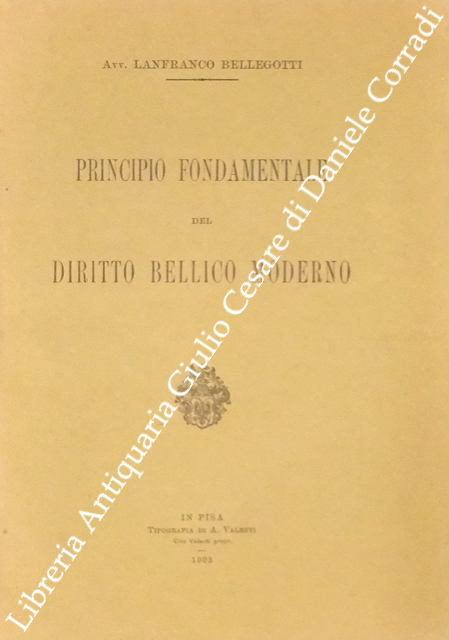 Avv. LANFRANCO BELLEGOTTI
PRINCIPIO FONDAMENTALE
DEL
DIRITTO BELLICO MODERNO
IN PISA
Tipografia di A. Valenti
1903
Libreria Antiquaria Giulio Cesare di Daniele Corradi